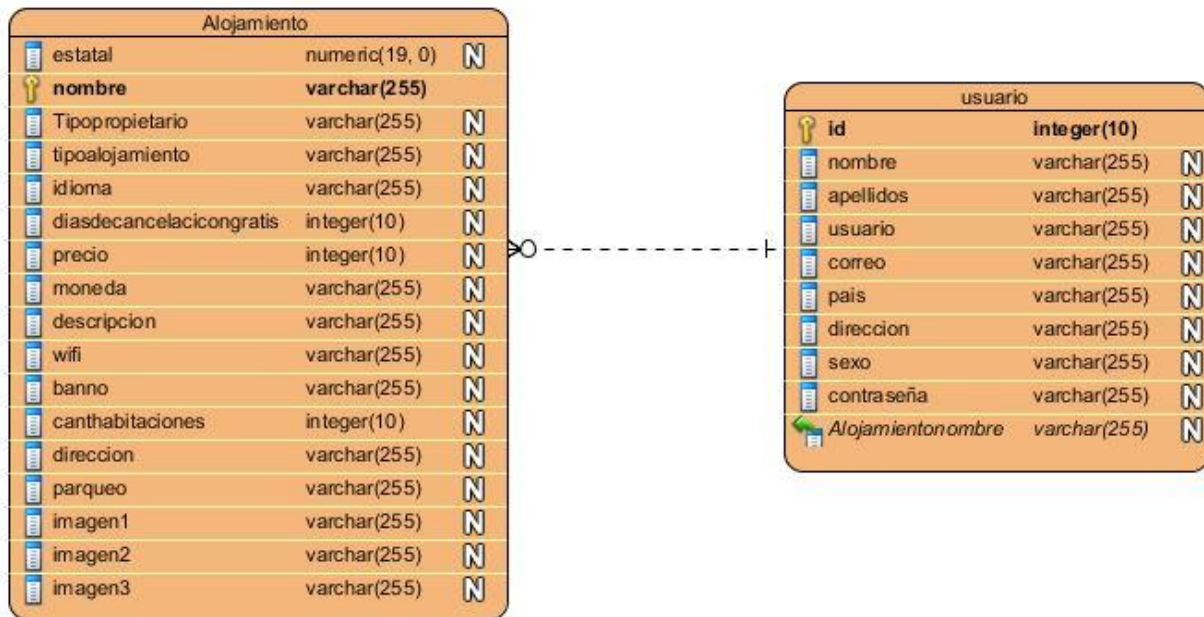 Alojamiento
estatal numeric(19, 0) N
nombre varchar(255)
Tipopropietario varchar(255) N
tipoalojamiento varchar(255) N
idioma varchar(255) N
diasdecancelacicongratis integer(10) N
precio integer(10) N
moneda varchar(255) N
descripcion varchar(255) N
wifi varchar(255) N
banno varchar(255) N
canthabitaciones integer(10) N
direccion varchar(255) N
parqueo varchar(255) N
imagen1 varchar(255) N
imagen2 varchar(255) N
imagen3 varchar(255) N
usuario
id integer(10)
nombre varchar(255) N
apellidos varchar(255) N
usuario varchar(255) N
correo varchar(255) N
pais varchar(255) N
direccion varchar(255) N
sexo varchar(255) N
contraseña varchar(255) N
Alojamientonombre varchar(255) N